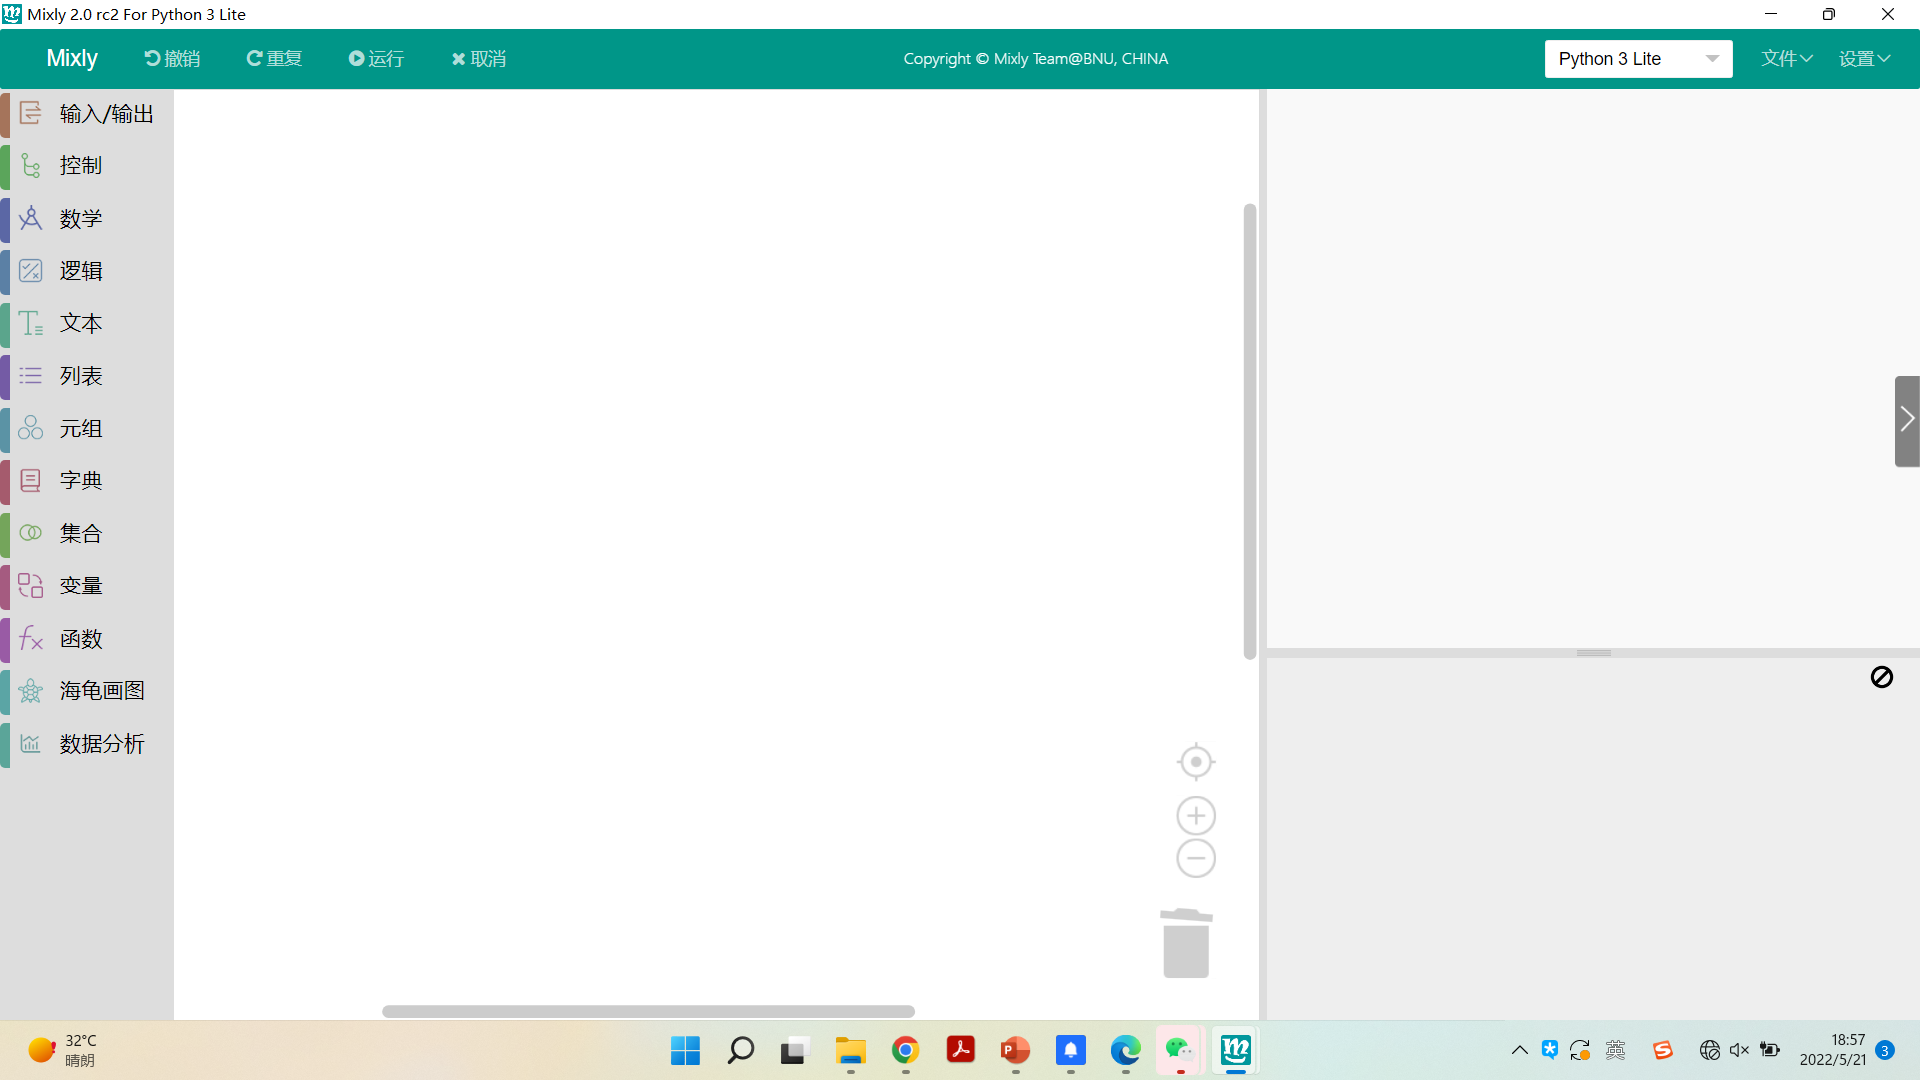 Mixly 2.0 rc2 For Python 3 Lite
Mixly 撤销 重复 运行 取消 Copyright © Mixly Team@BNU, CHINA Python 3 Lite 文件 设置
输入/输出
控制
数学
逻辑
文本
列表
元组
字典
集合
变量
函数
海龟画图
数据分析
32°C
晴朗
英
18:57
2022/5/21
3